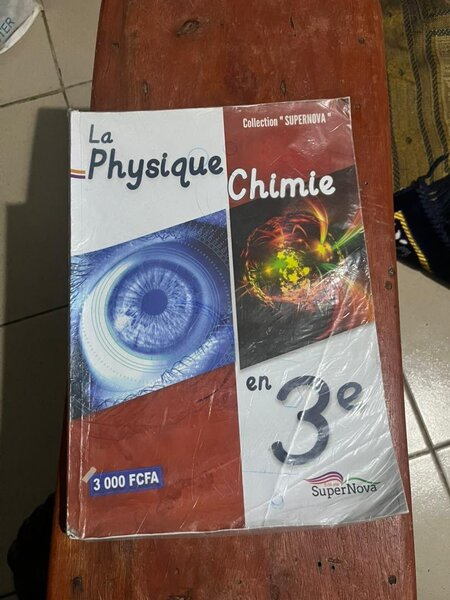 La
Collection "SUPERNOVA"
Physique
Chimie
en 3e
3 000 FCFA
SuperNova